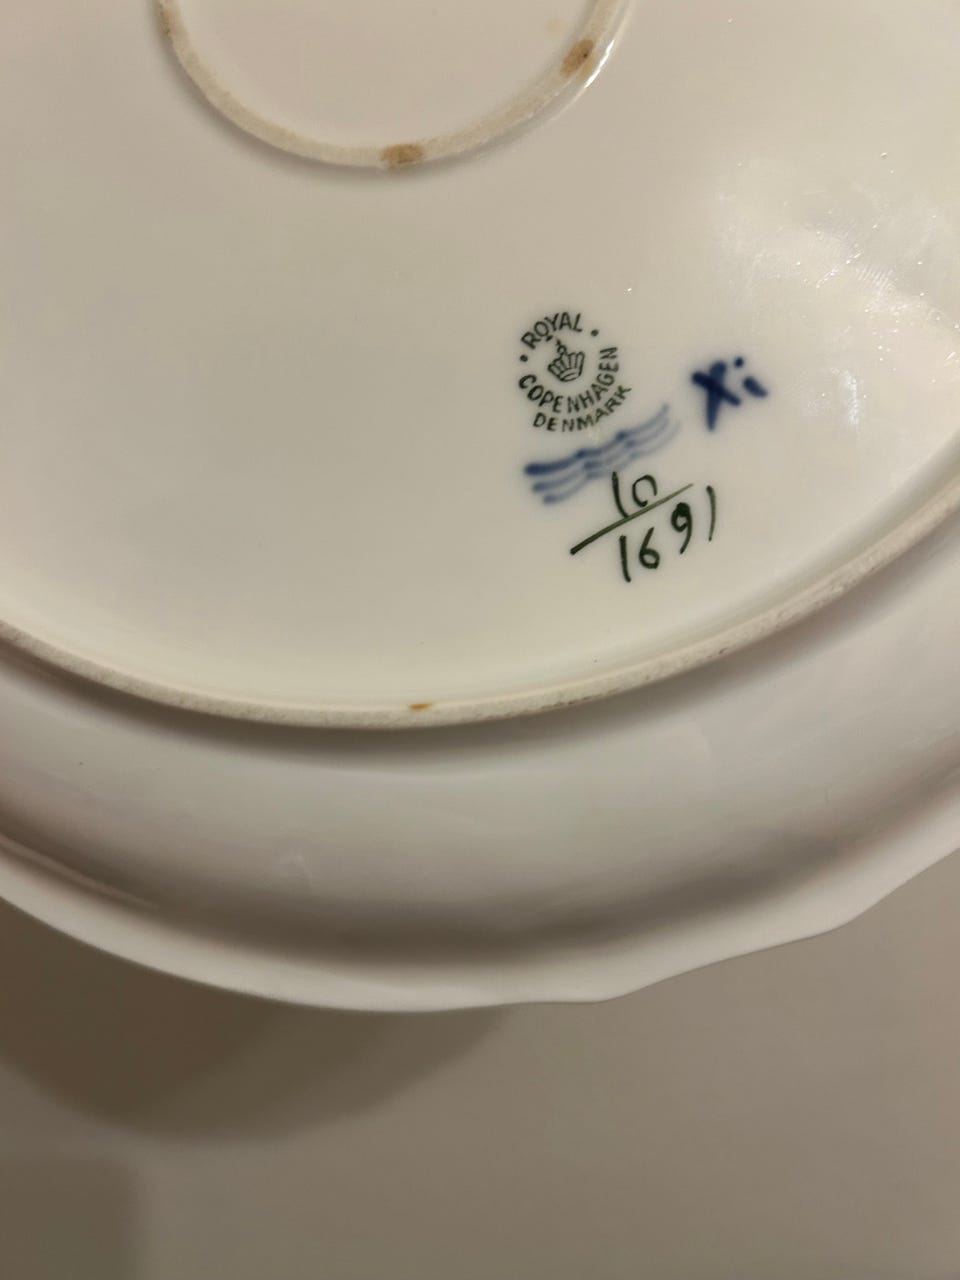 ROYAL
COPENHAGEN
DENMARK
Xi
10
1691